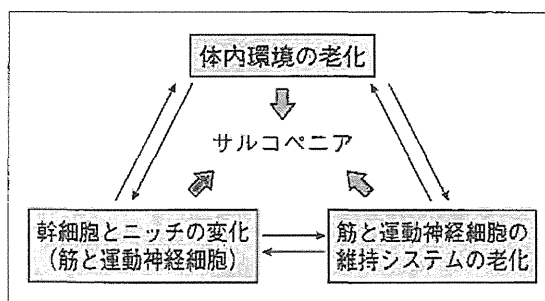 体内環境の老化
サルコペニア
幹細胞とニッチの変化
(筋と運動神経細胞)
筋と運動神経細胞の
維持システムの老化